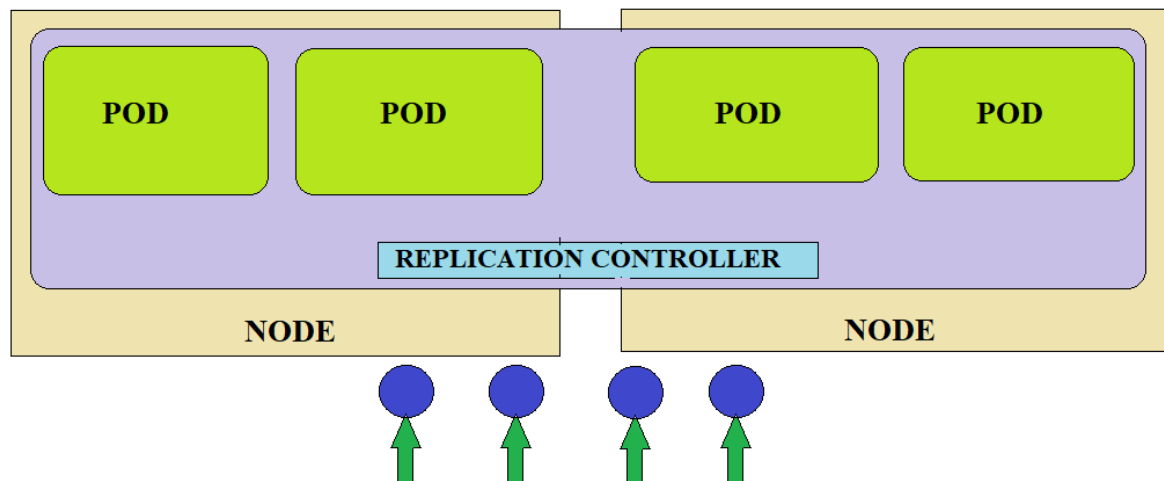 POD
POD
POD
POD
REPLICATION CONTROLLER
NODE
NODE